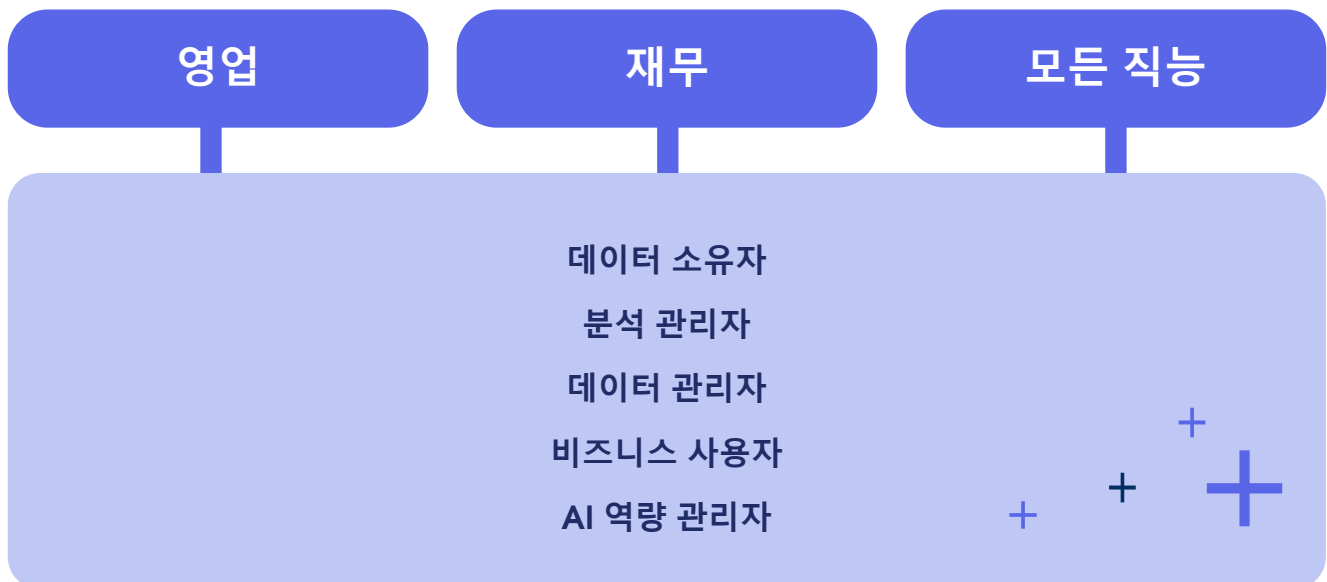 영업
재무
모든 직능
데이터 소유자
분석 관리자
데이터 관리자
비즈니스 사용자
AI 역량 관리자